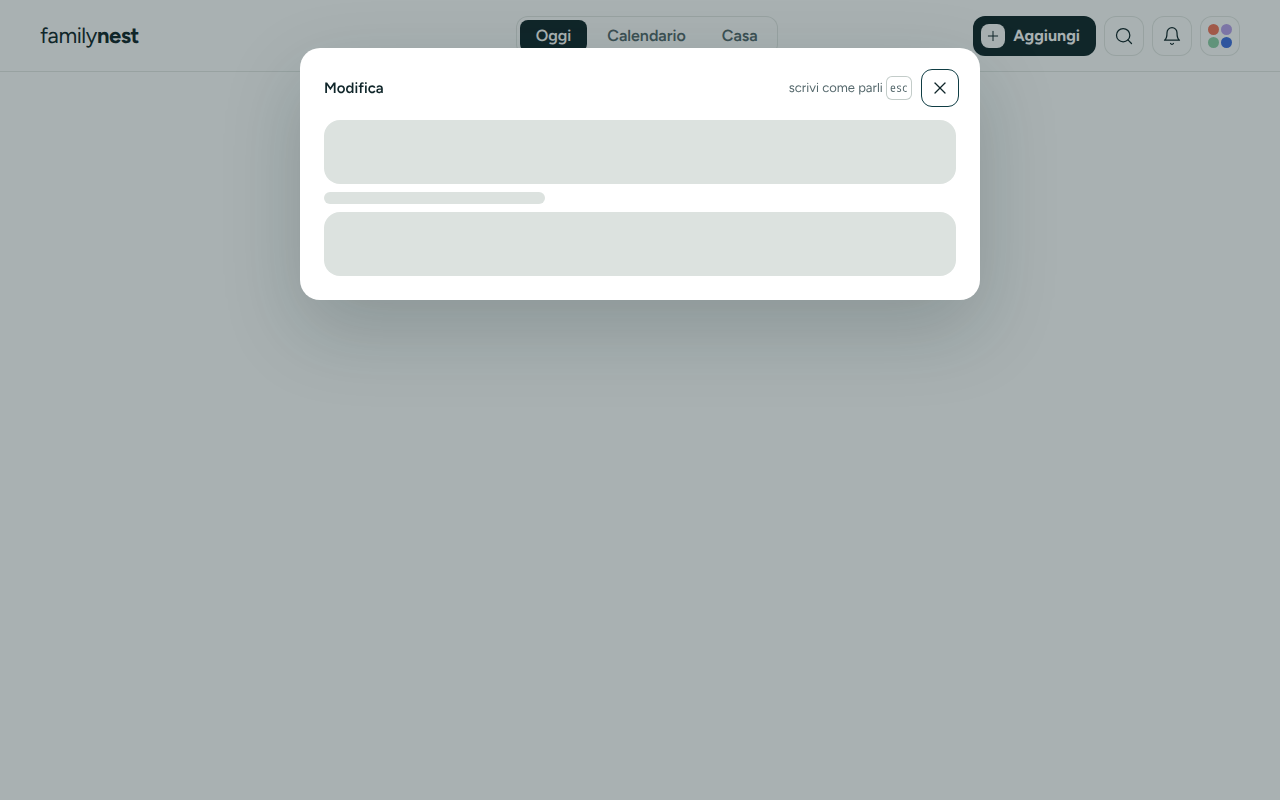 familynest
Oggi
Calendario
Casa
Aggiungi
Modifica
scrivi come parli
esc